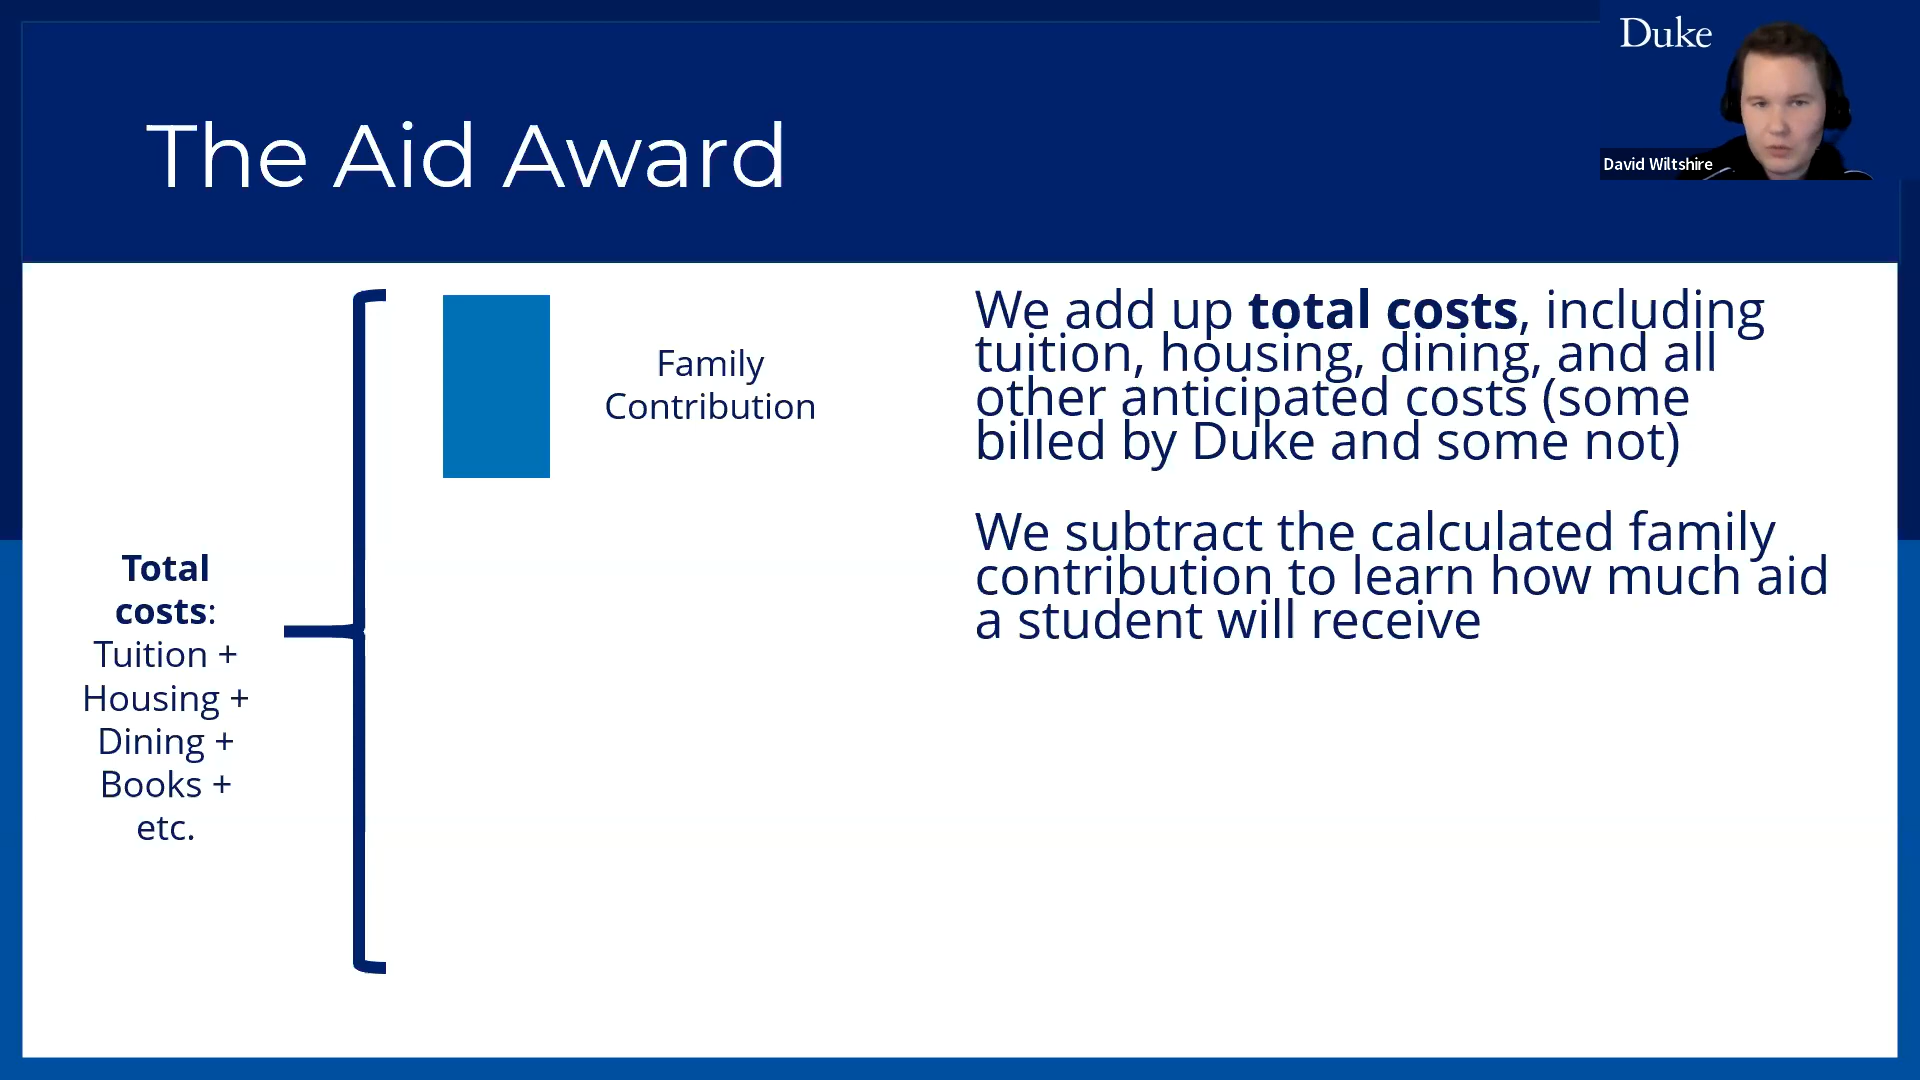 Duke
David Wiltshire
The Aid Award
Total
costs:
Tuition +
Housing +
Dining +
Books +
etc.
Family
Contribution
We add up total costs, including
tuition, housing, dining, and all
other anticipated costs (some
billed by Duke and some not)
We subtract the calculated family
contribution to learn how much aid
a student will receive